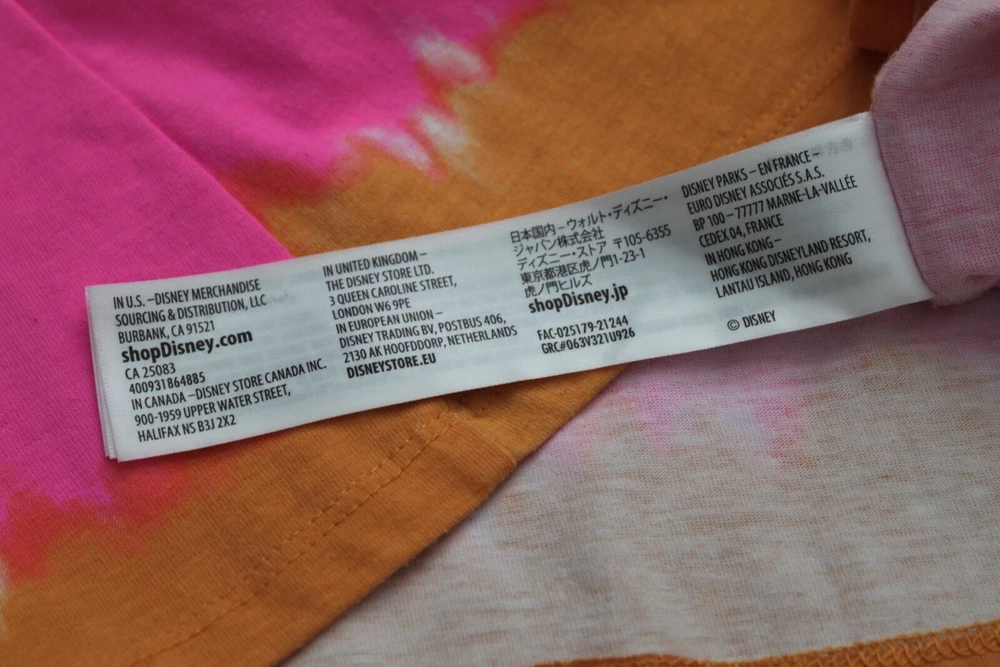 IN U.S. –DISNEY MERCHANDISE
SOURCING & DISTRIBUTION, LLC
BURBANK, CA 91521
shopDisney.com
CA 25083
400931864885
IN CANADA –DISNEY STORE CANADA INC.
900-1959 UPPER WATER STREET,
HALIFAX NS B3J 2X2
IN UNITED KINGDOM –
THE DISNEY STORE LTD.
3 QUEEN CAROLINE STREET,
LONDON W6 9PE
IN EUROPEAN UNION –
DISNEY TRADING BV, POSTBUS 406,
2130 AK HOOFDDORP, NETHERLANDS
DISNEYSTORE.EU
日本国内–ウォルト・ディズニー・
ジャパン株式会社
ディズニー・ストア 〒105-6355
東京都港区虎ノ門1-23-1
虎ノ門ヒルズ
shopDisney.jp
FAC-025179-21244
GRC#063V321U926
DISNEY PARKS – EN FRANCE –
EURO DISNEY ASSOCIÉS S.A.S.
BP 100 – 77777 MARNE-LA-VALLÉE
CEDEX 04, FRANCE
IN HONG KONG –
HONG KONG DISNEYLAND RESORT,
LANTAU ISLAND, HONG KONG
© DISNEY